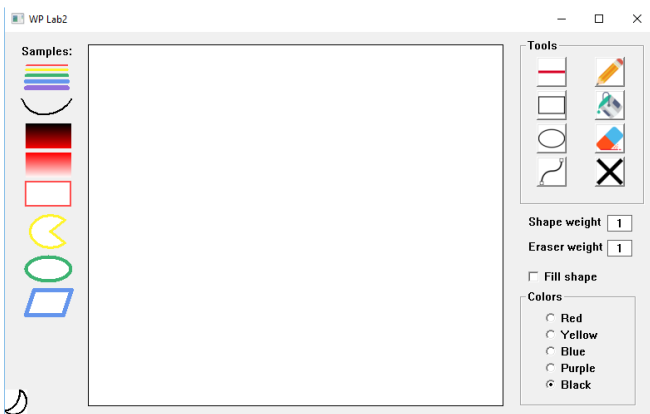 WP Lab2
Samples:
Tools
Shape weight 1
Eraser weight 1
Fill shape
Colors
Red
Yellow
Blue
Purple
Black